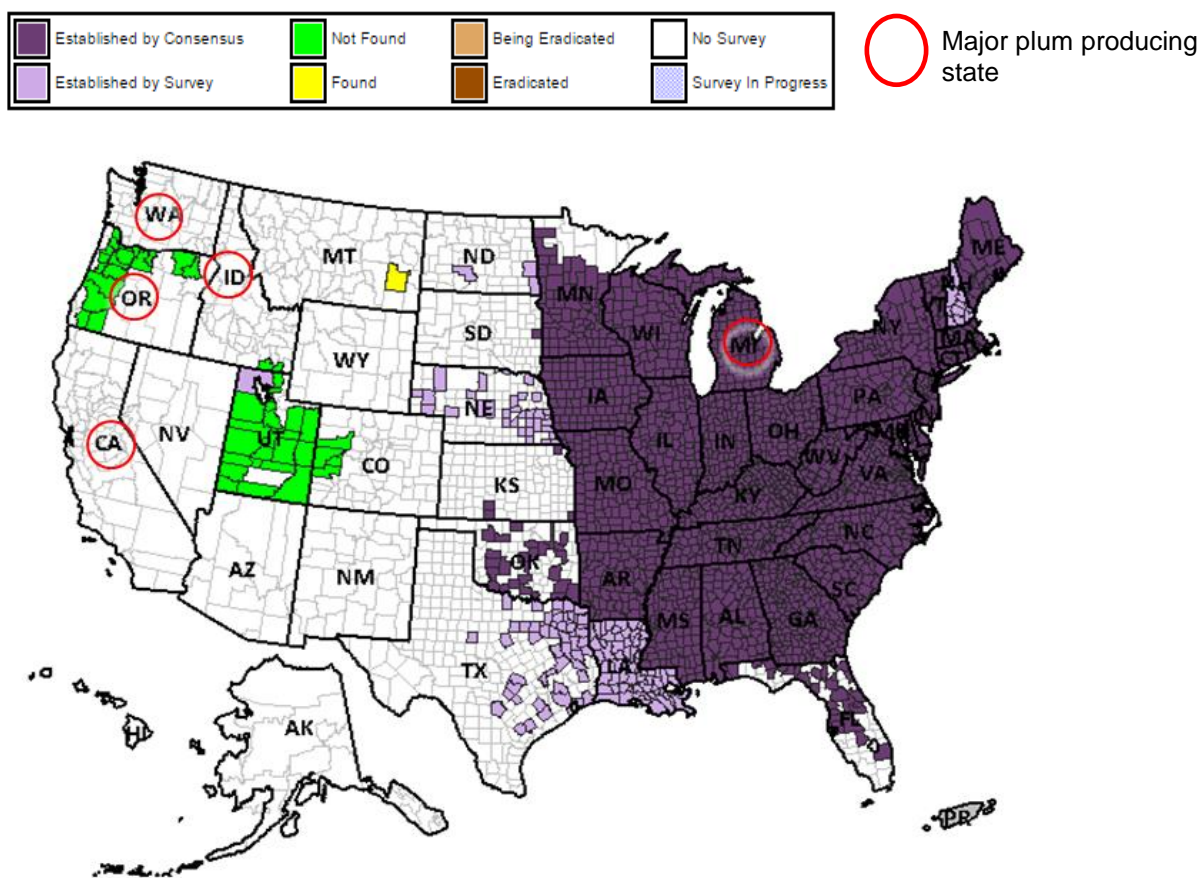 Established by Consensus
Not Found
Being Eradicated
No Survey
Major plum producing
state
Established by Survey
Found
Eradicated
Survey In Progress
WA
MT
ND
ME
ID
OR
MN
NH
SD
WI
NY
MA
WY
MI
IA
PA
NE
NJ
NV
UT
CO
IL
IN
OH
CA
WV
VA
KS
MO
KY
NC
TN
AZ
NM
OK
AR
SC
MS
AL
GA
TX
LA
FL
AK
HI
PR